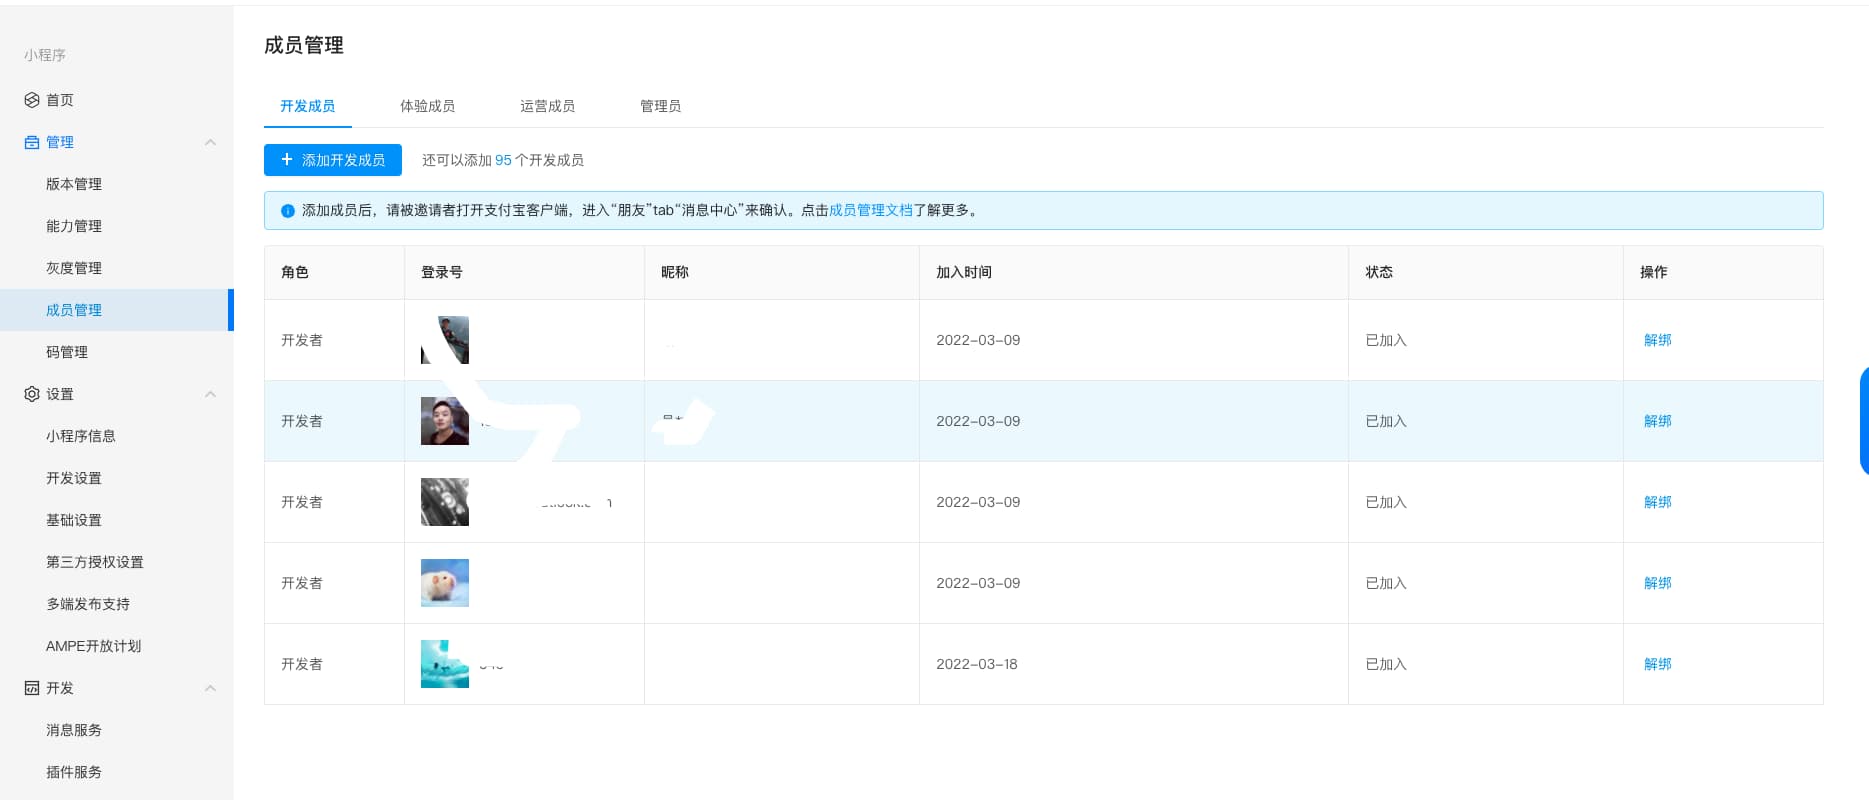 小程序
首页
管理
版本管理
能力管理
灰度管理
成员管理
码管理
设置
小程序信息
开发设置
基础设置
第三方授权设置
多端发布支持
AMPE开放计划
开发
消息服务
插件服务
成员管理
开发成员 体验成员 运营成员 管理员
+ 添加开发成员 还可以添加 95 个开发成员
添加成员后，请被邀请者打开支付宝客户端，进入“朋友”tab“消息中心”来确认。点击成员管理文档了解更多。
角色 登录号 昵称 加入时间 状态 操作
开发者 2022-03-09 已加入 解绑
开发者 2022-03-09 已加入 解绑
开发者 2022-03-09 已加入 解绑
开发者 2022-03-09 已加入 解绑
开发者 2022-03-18 已加入 解绑